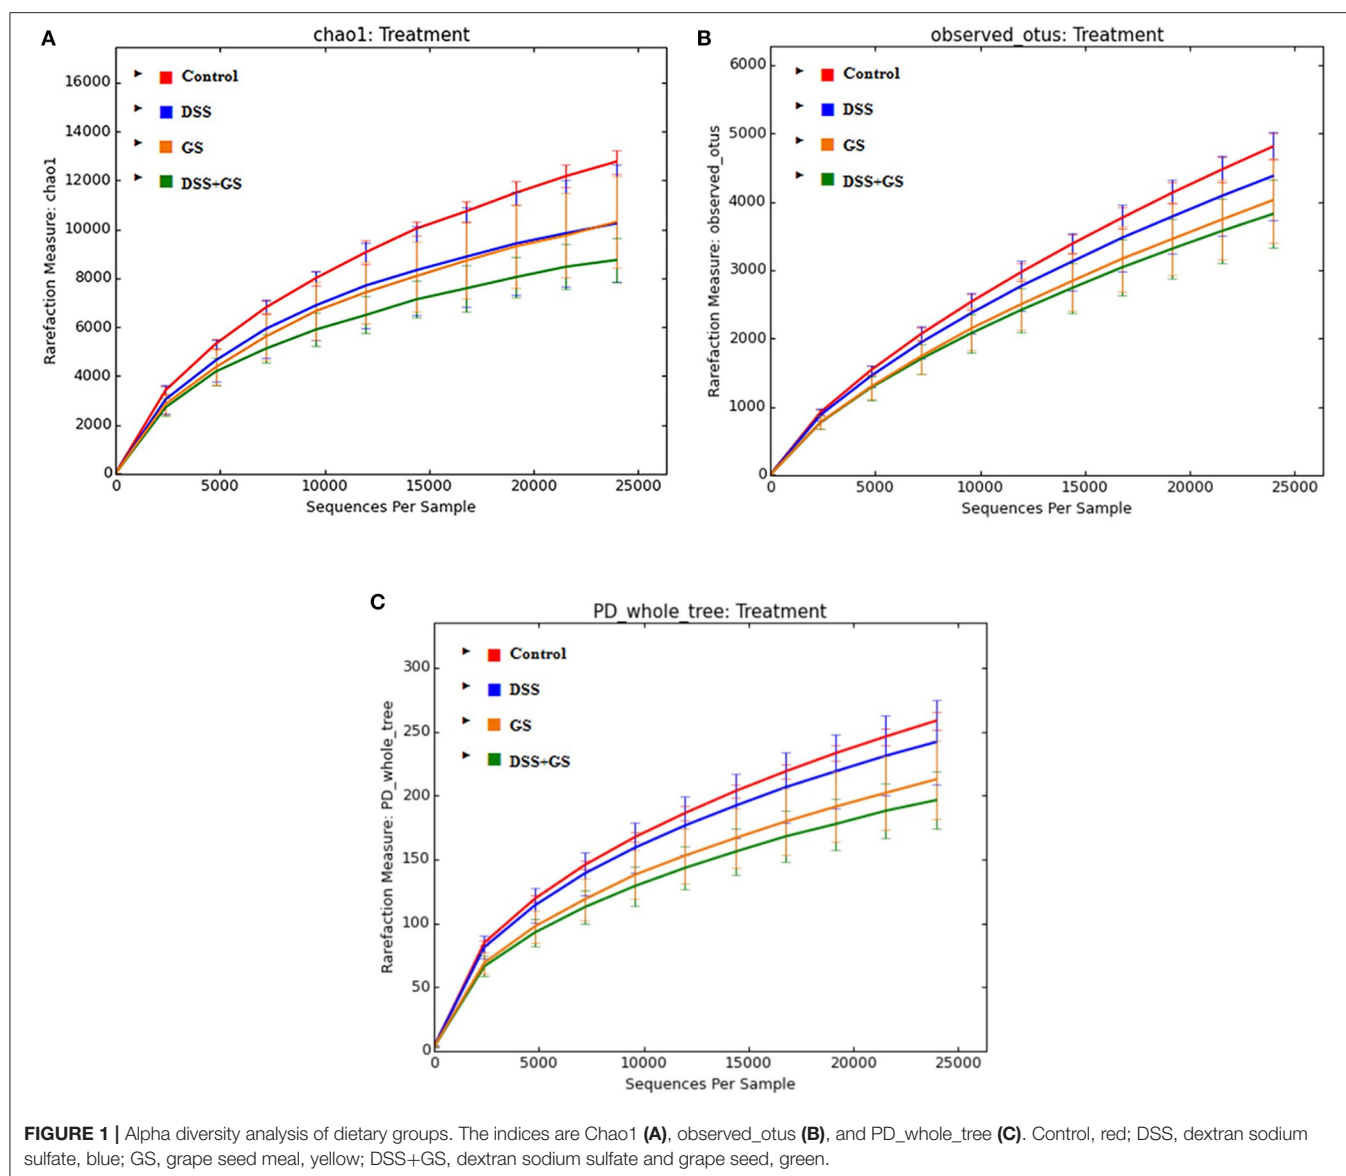 A
chao1: Treatment
Rarefaction Measure: chao1
16000
14000
12000
10000
8000
6000
4000
2000
0
Control
DSS
GS
DSS+GS
0 5000 10000 15000 20000 25000
Sequences Per Sample
B
observed_otus: Treatment
Rarefaction Measure: observed_otus
6000
5000
4000
3000
2000
1000
0
Control
DSS
GS
DSS+GS
0 5000 10000 15000 20000 25000
Sequences Per Sample
C
PD_whole_tree: Treatment
Rarefaction Measure: PD_whole_tree
300
250
200
150
100
50
0
Control
DSS
GS
DSS+GS
0 5000 10000 15000 20000 25000
Sequences Per Sample
FIGURE 1 | Alpha diversity analysis of dietary groups. The indices are Chao1 (A), observed_otus (B), and PD_whole_tree (C). Control, red; DSS, dextran sodium
sulfate, blue; GS, grape seed meal, yellow; DSS+GS, dextran sodium sulfate and grape seed, green.